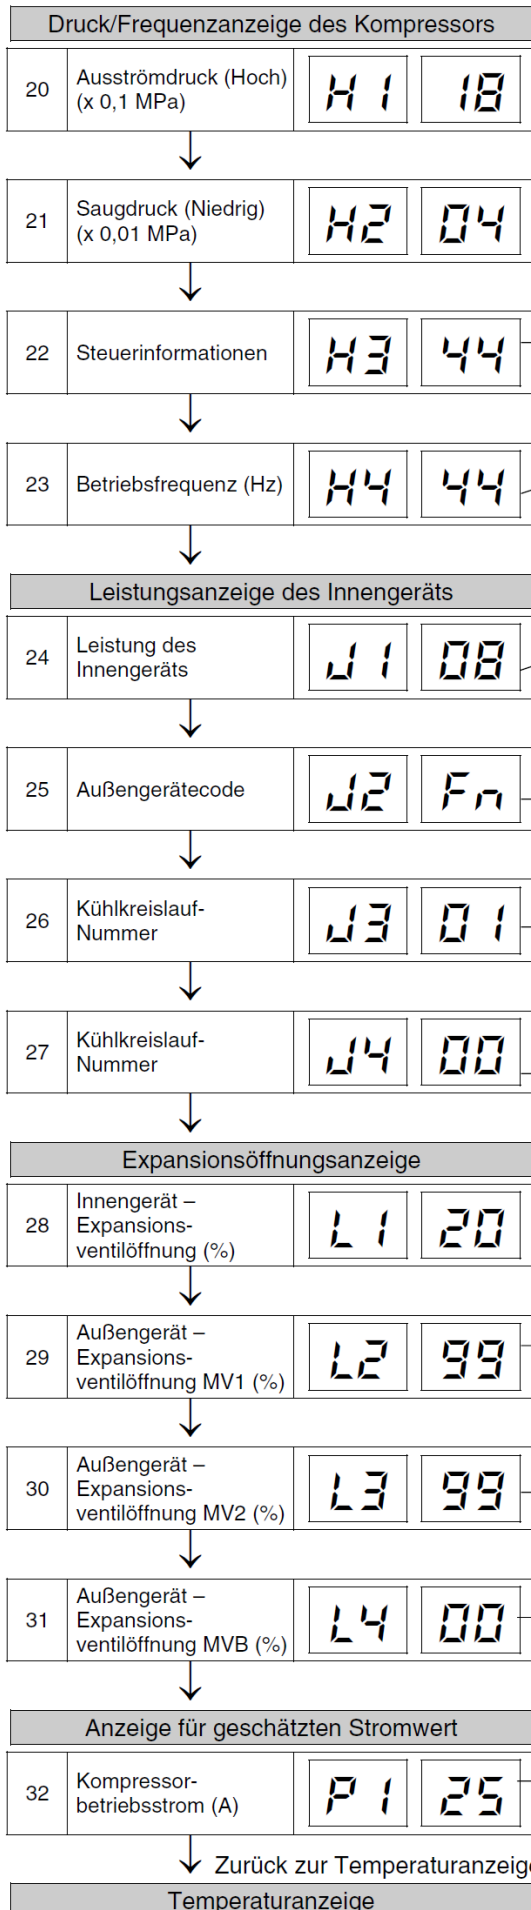 Druck/Frequenzanzeige des Kompressors
20 Ausströmdruck (Hoch) H1 18
(x 0,1 MPa)
21 Saugdruck (Niedrig) H2 04
(x 0,01 MPa)
22 Steuerinformationen H3 44
23 Betriebsfrequenz (Hz) H4 44
Leistungsanzeige des Innengeräts
24 Leistung des J1 08
Innengeräts
25 Außengerätecode J2 Fn
26 Kühlkreislauf- J3 01
Nummer
27 Kühlkreislauf- J4 00
Nummer
Expansionsöffnungsanzeige
28 Innengerät – L1 20
Expansions-
ventilöffnung (%)
29 Außengerät – L2 99
Expansions-
ventilöffnung MV1 (%)
30 Außengerät – L3 99
Expansions-
ventilöffnung MV2 (%)
31 Außengerät – L4 00
Expansions-
ventilöffnung MVB (%)
Anzeige für geschätzten Stromwert
32 Kompressor- P1 25
betriebsstrom (A)
Zurück zur Temperaturanzeige
Temperaturanzeige